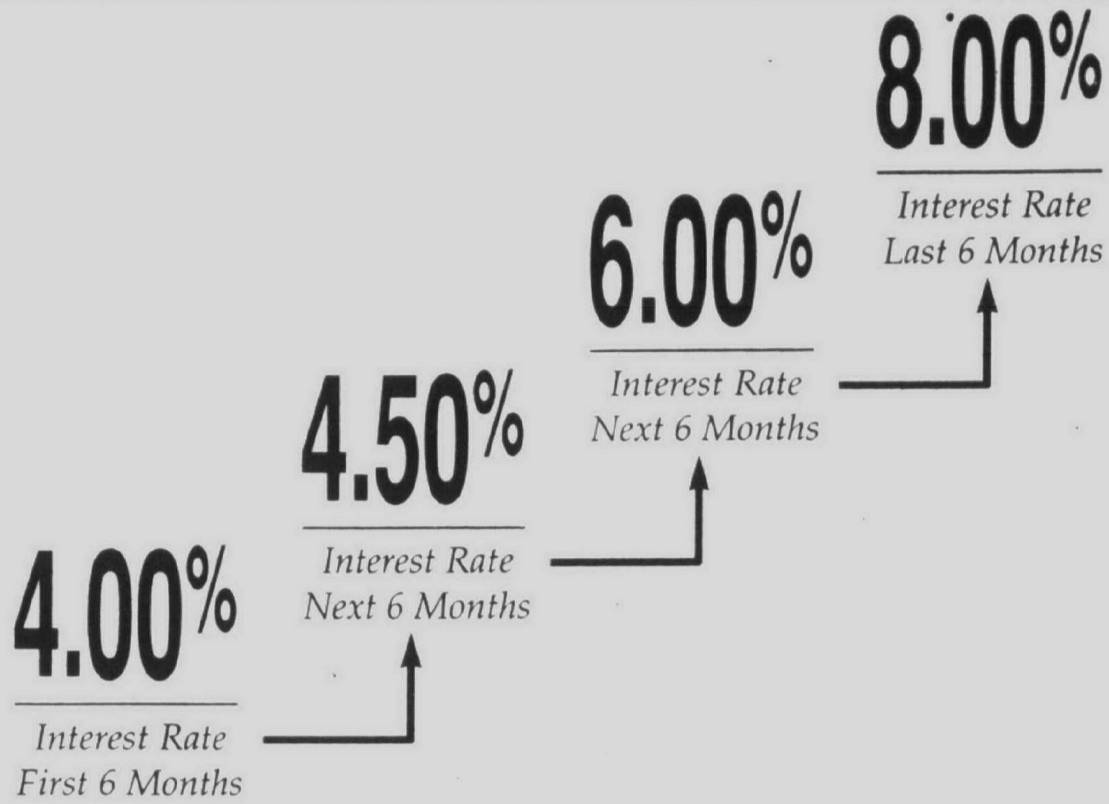 4.00%
Interest Rate
First 6 Months
4.50%
Interest Rate
Next 6 Months
6.00%
Interest Rate
Next 6 Months
8.00%
Interest Rate
Last 6 Months